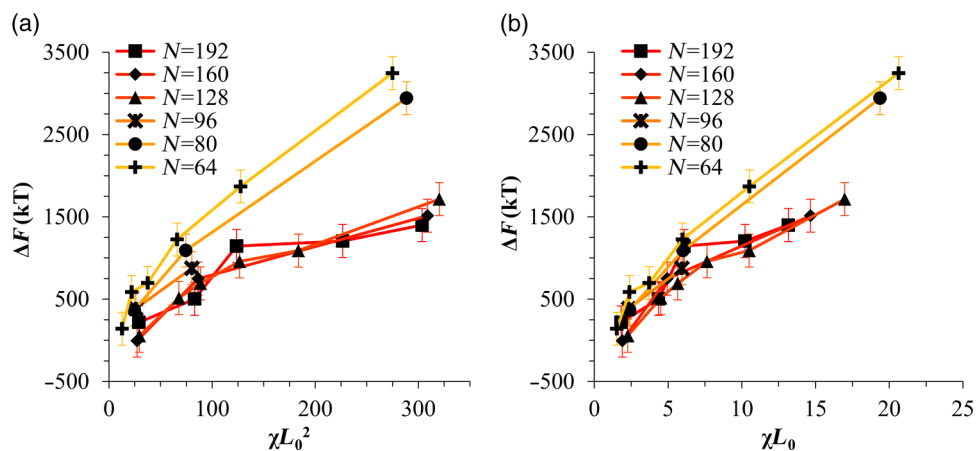 (a)
3500
2500
1500
500
−500
ΔF (kT)
N=192
N=160
N=128
N=96
N=80
N=64
0 100 200 300
χL₀²
(b)
3500
2500
1500
500
−500
ΔF (kT)
N=192
N=160
N=128
N=96
N=80
N=64
0 5 10 15 20 25
χL₀